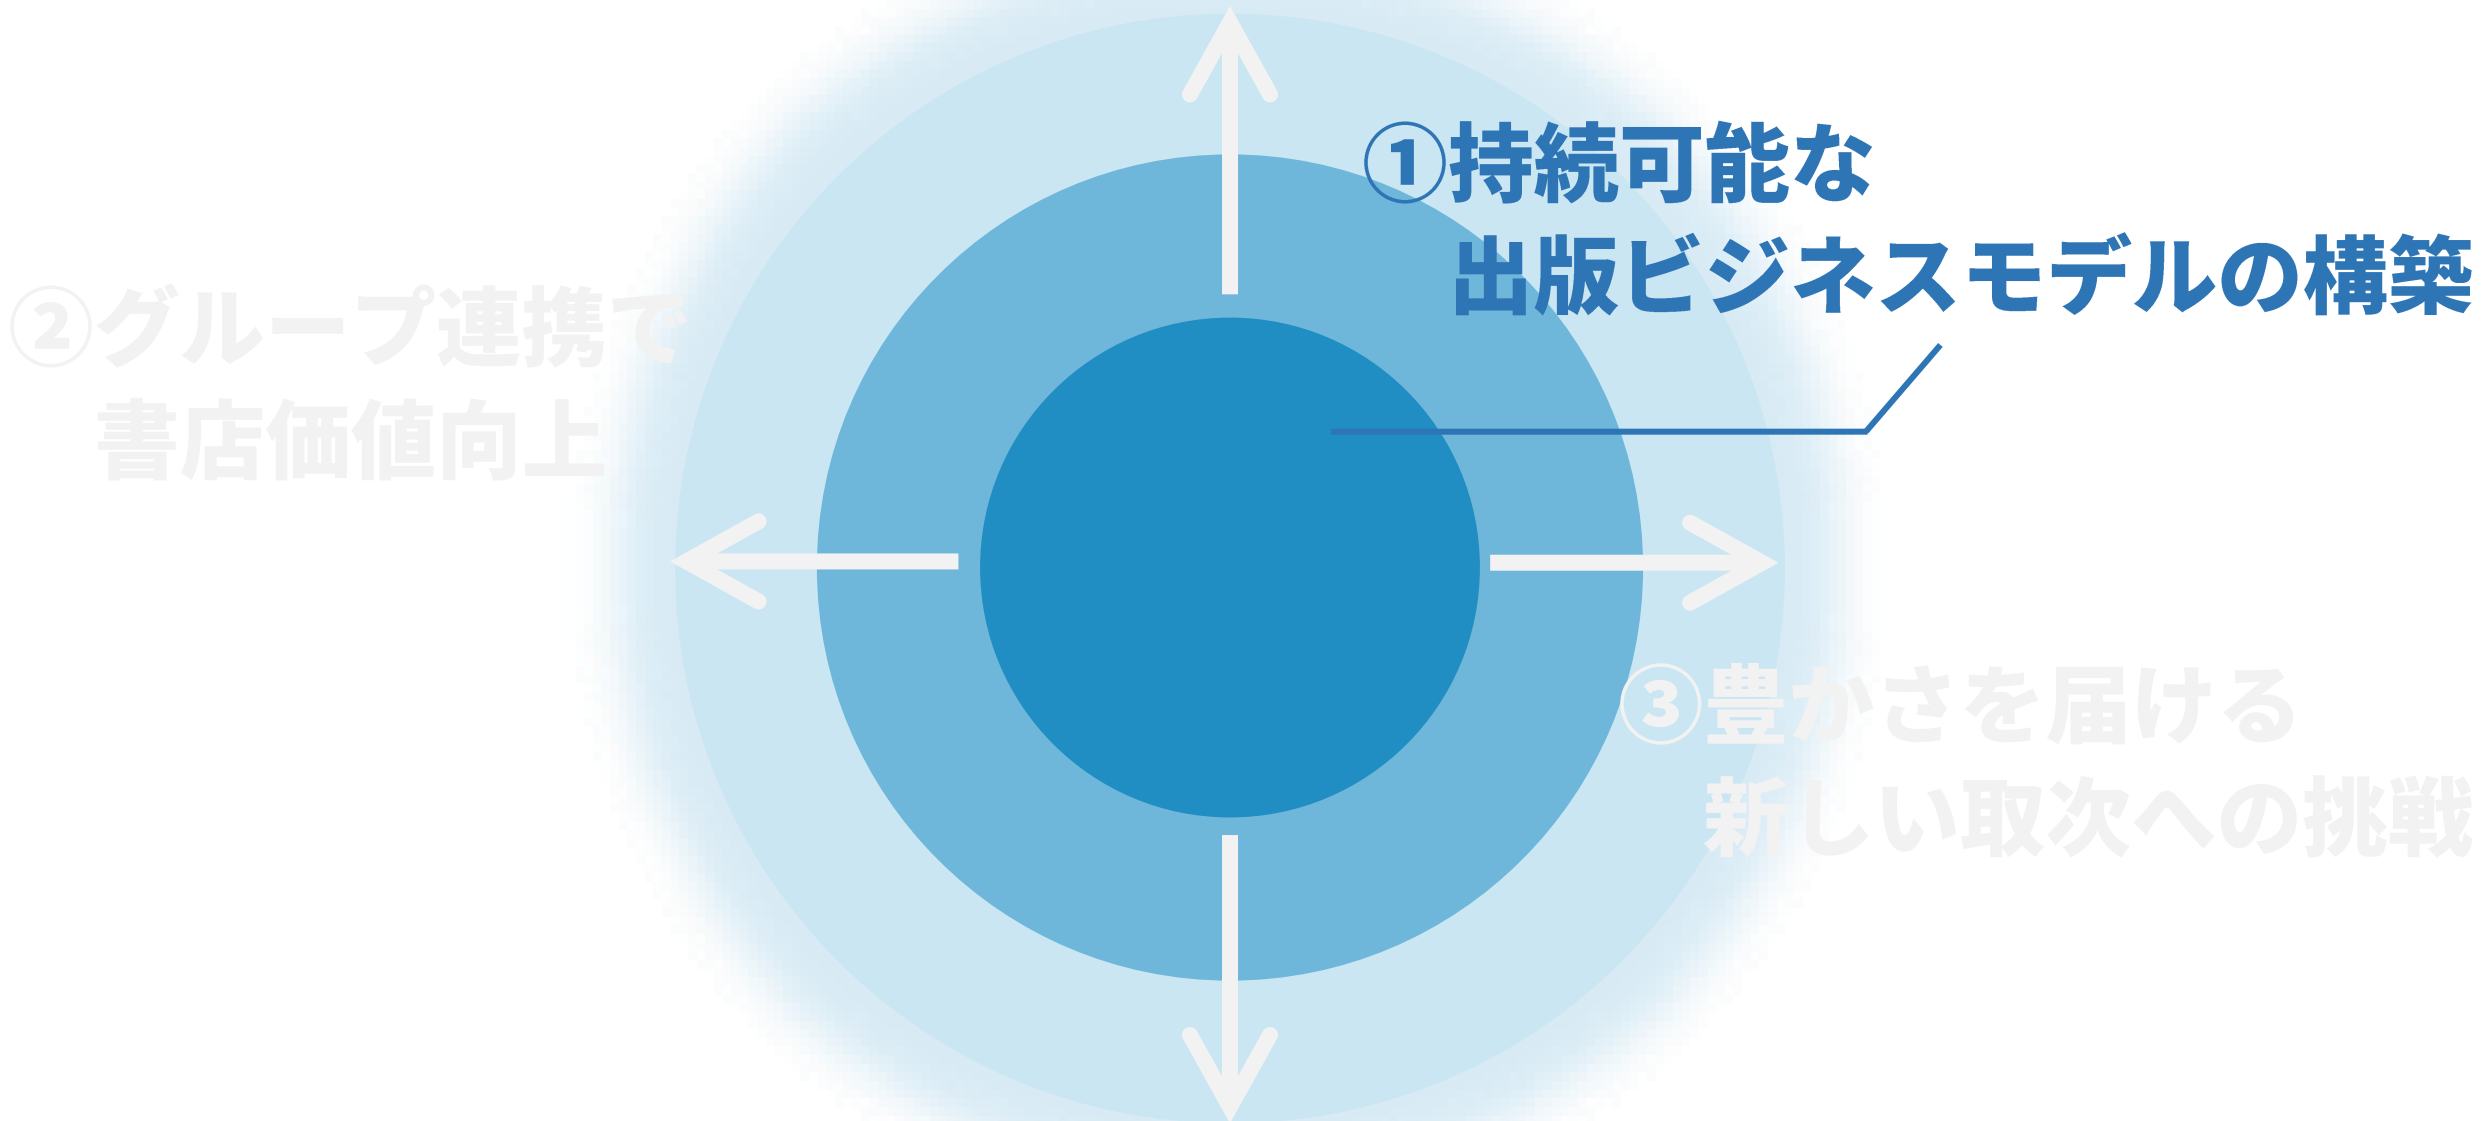 ①持続可能な
出版ビジネスモデルの構築
②グループ連携で
書店価値向上
③豊かさを届ける
新しい取次への挑戦